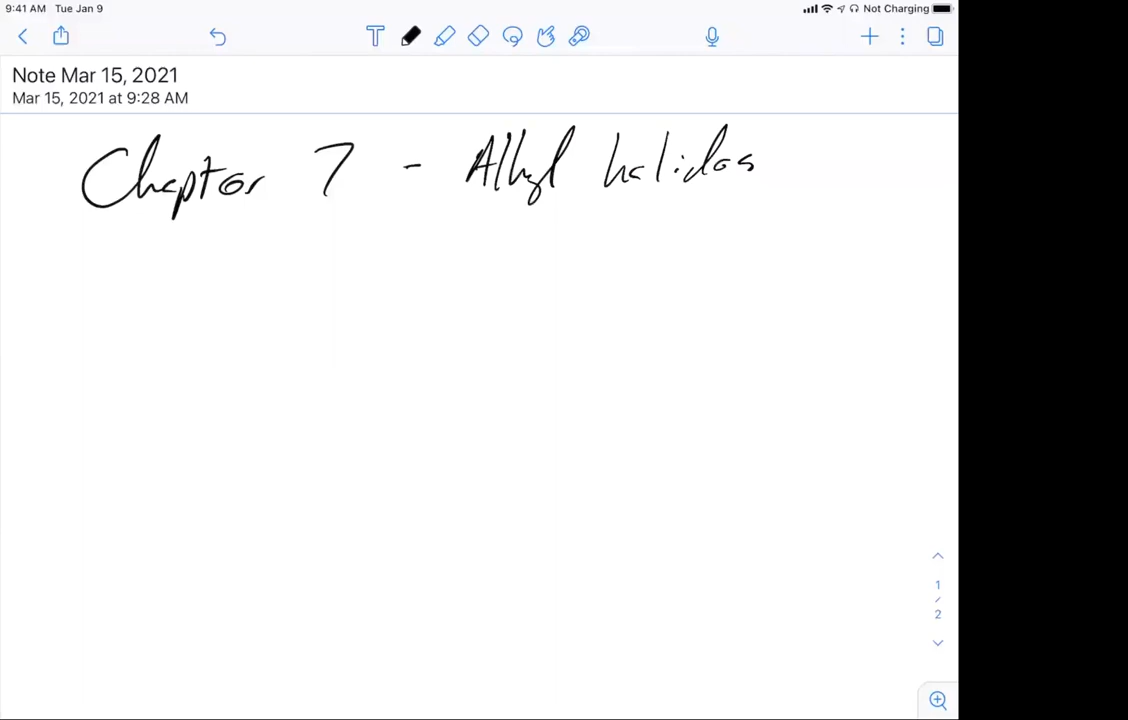 9:41 AM Tue Jan 9
Not Charging
Note Mar 15, 2021
Mar 15, 2021 at 9:28 AM
Chapter 7 - Alkyl halides
1
/
2